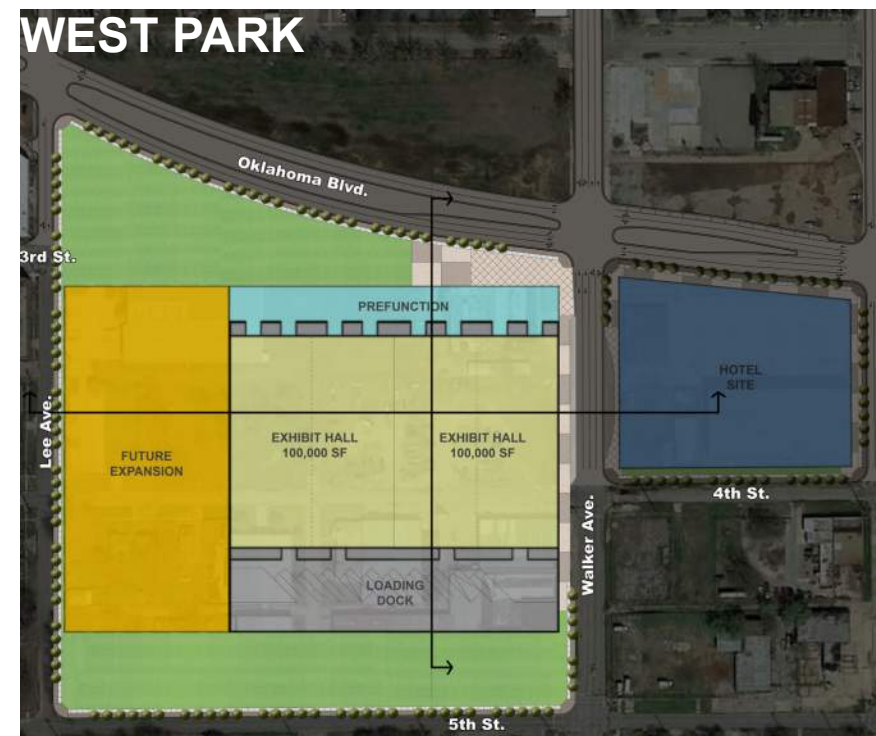 WEST PARK
Oklahoma Blvd.
3rd St.
PREFUNCTION
HOTEL
SITE
Lee Ave.
EXHIBIT HALL
100,000 SF
EXHIBIT HALL
100,000 SF
FUTURE
EXPANSION
4th St.
Walker Ave.
LOADING
DOCK
5th St.